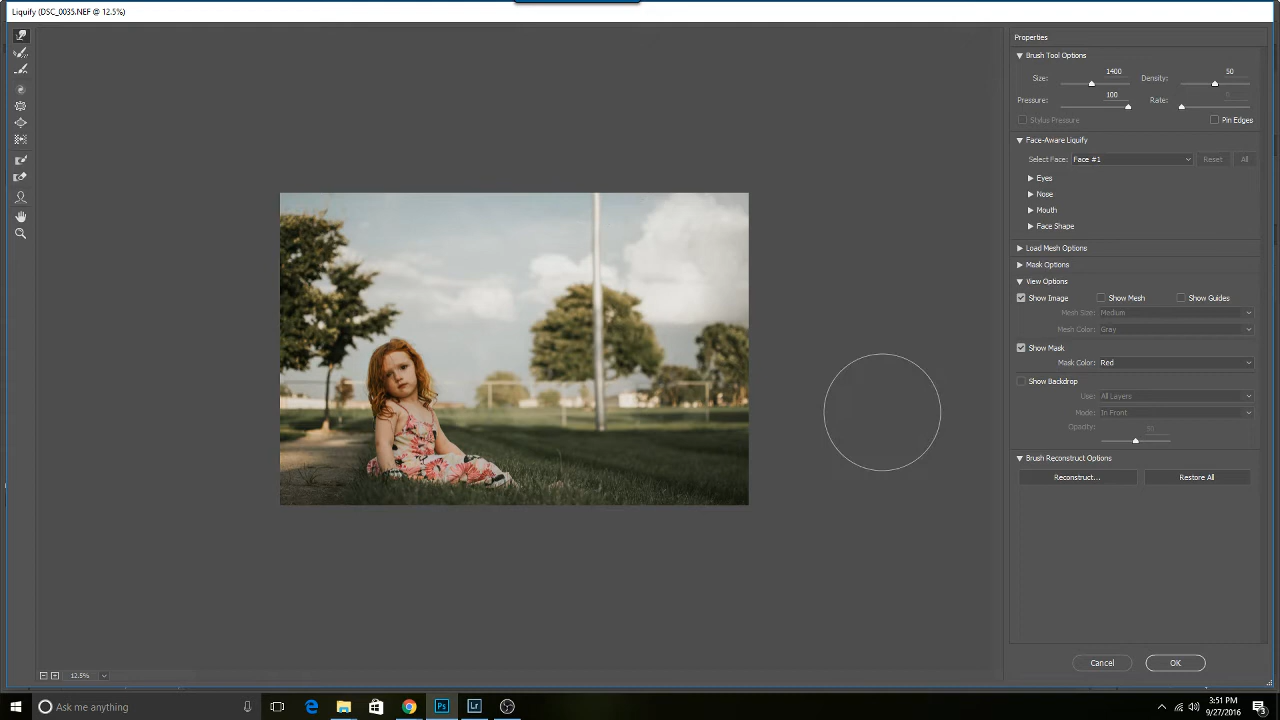 Liquify (DSC_0035.NEF @ 12.5%)
Properties
Brush Tool Options
Size: 1400 Density: 50
Pressure: 100 Rate:
Stylus Pressure Pin Edges
Face-Aware Liquify
Select Face: Face #1 Reset All
Eyes
Nose
Mouth
Face Shape
Load Mesh Options
Mask Options
View Options
Show Image Show Mesh Show Guides
Mesh Size: Medium
Mesh Color: Gray
Show Mask
Mask Color: Red
Show Backdrop
Use: All Layers
Mode: In Front
Opacity: 50
Brush Reconstruct Options
Reconstruct... Restore All
Cancel OK
12.5%
Ask me anything
Ps
Lr
3:51 PM
9/27/2016
3